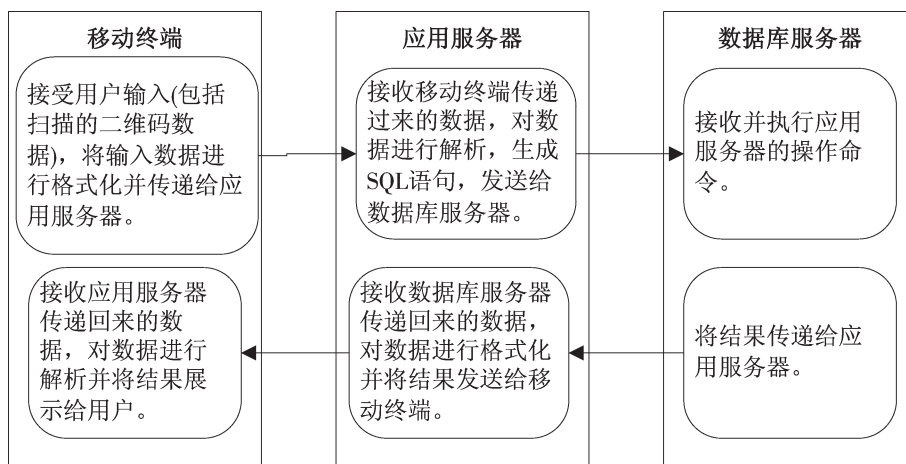 移动终端
接受用户输入(包括
扫描的二维码数
据)，将输入数据进
行格式化并传递给应
用服务器。
接收应用服务器
传递回来的数
据，对数据进行
解析并将结果展
示给用户。
应用服务器
接收移动终端传递
过来的数据，对数
据进行解析，生成
SQL语句，发送给
数据库服务器。
接收数据库服务器
传递回来的数据，
对数据进行格式化
并将结果发送给移
动终端。
数据库服务器
接收并执行应用
服务器的操作命
令。
将结果传递给应
用服务器。